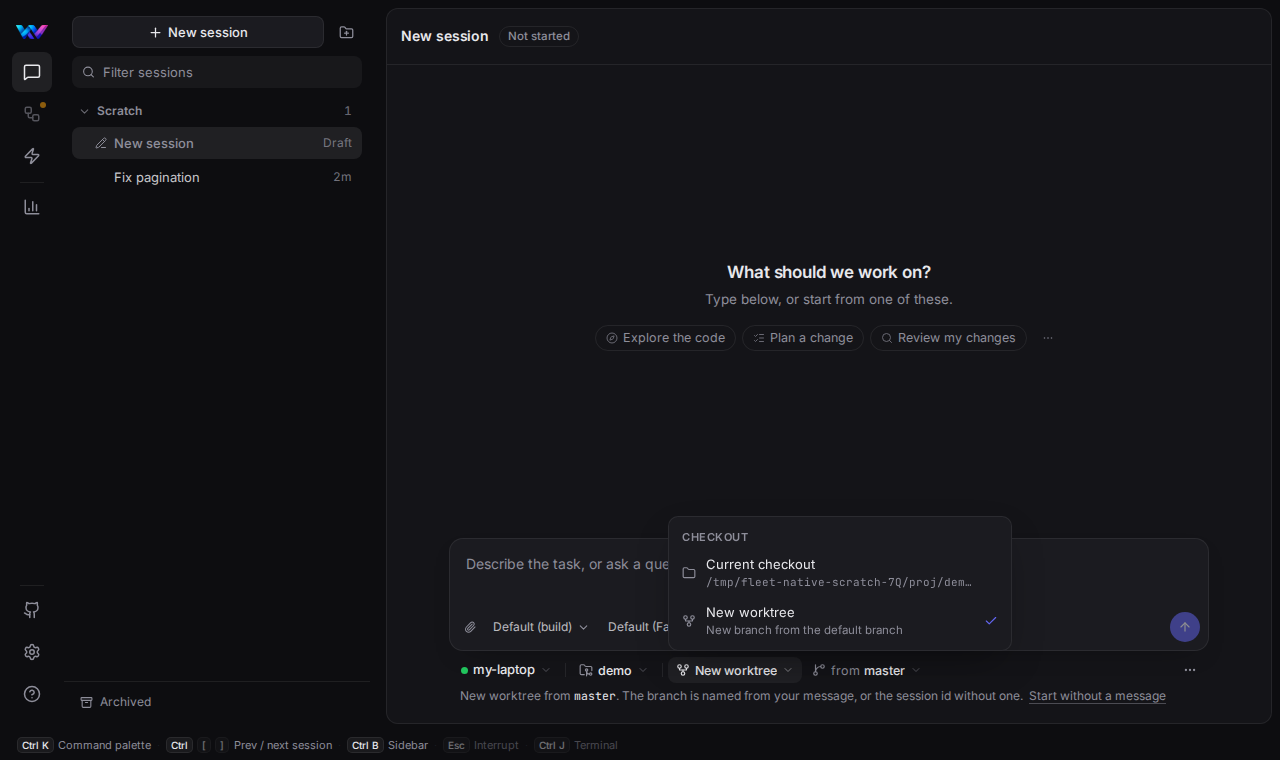 New session
Filter sessions
Scratch 1
New session Draft
Fix pagination 2m
Archived
New session Not started
What should we work on?
Type below, or start from one of these.
Explore the code Plan a change Review my changes ...
Describe the task, or ask a que
Default (build) Default (Fa
CHECKOUT
Current checkout
/tmp/fleet-native-scratch-7Q/proj/dem…
New worktree
New branch from the default branch
my-laptop demo New worktree from master ...
New worktree from master. The branch is named from your message, or the session id without one. Start without a message
Ctrl K Command palette Ctrl [ ] Prev / next session Ctrl B Sidebar Esc Interrupt Ctrl J Terminal